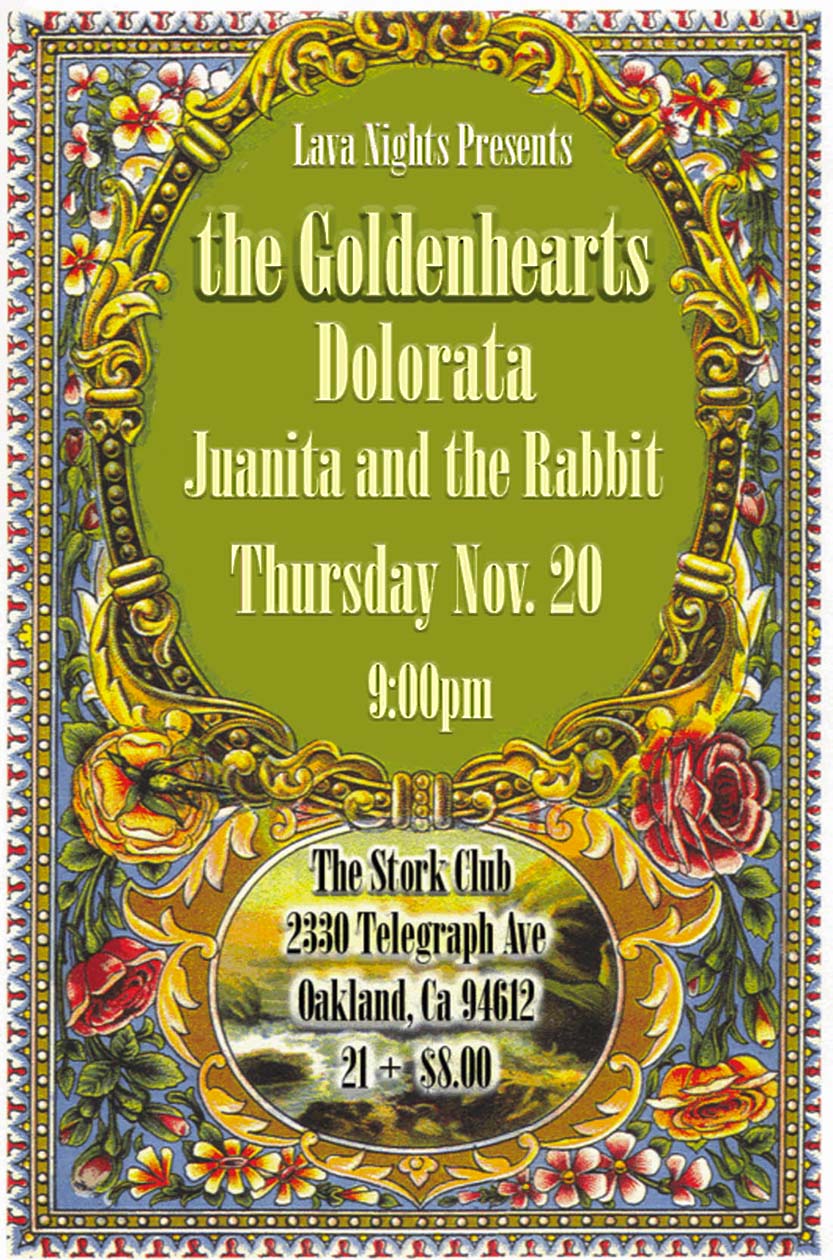 Lava Nights Presents
the Goldenhearts
Dolorata
Juanita and the Rabbit
Thursday Nov. 20
9:00pm
The Stork Club
2330 Telegraph Ave
Oakland, Ca 94612
21 + $8.00